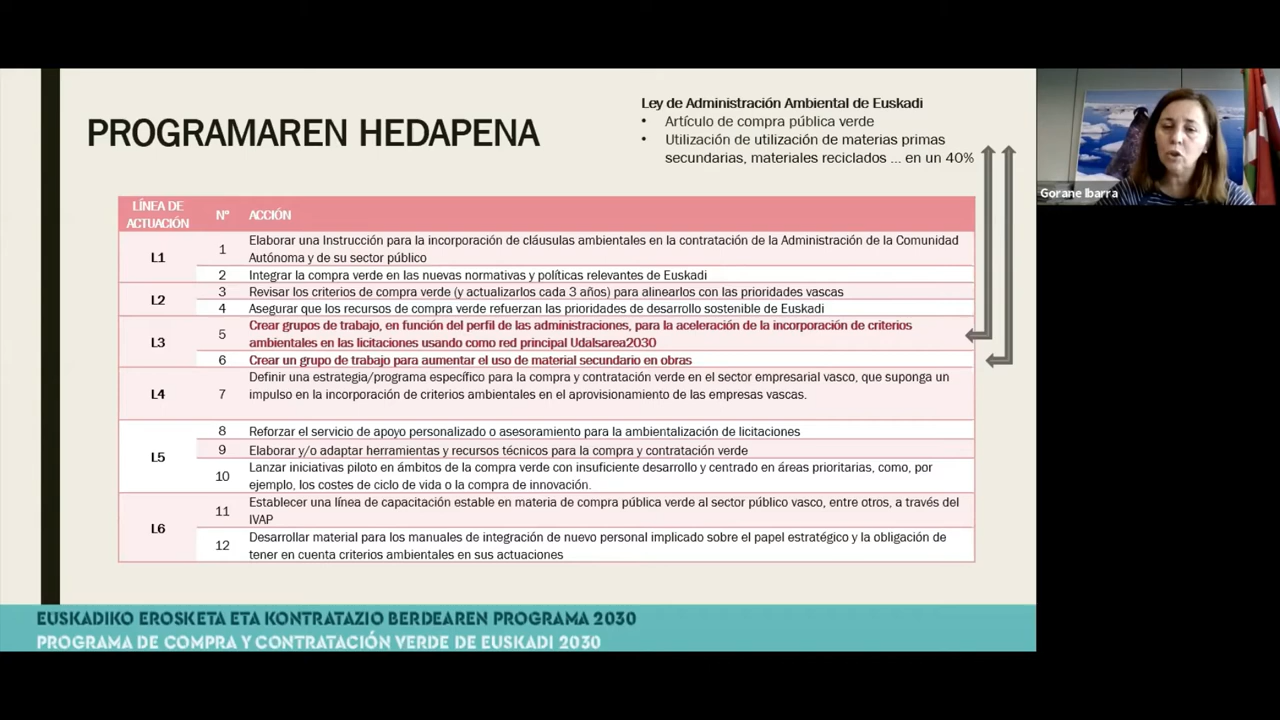 PROGRAMAREN HEDAPENA
Ley de Administración Ambiental de Euskadi
• Artículo de compra pública verde
• Utilización de utilización de materias primas
secundarias, materiales reciclados ... en un 40%
Gorane Ibarra
LÍNEA DE
ACTUACIÓN
Nº
ACCIÓN
L1
1
Elaborar una Instrucción para la incorporación de cláusulas ambientales en la contratación de la Administración de la Comunidad
Autónoma y de su sector público
2
Integrar la compra verde en las nuevas normativas y políticas relevantes de Euskadi
L2
3
Revisar los criterios de compra verde (y actualizarlos cada 3 años) para alinearlos con las prioridades vascas
4
Asegurar que los recursos de compra verde refuerzan las prioridades de desarrollo sostenible de Euskadi
L3
5
Crear grupos de trabajo, en función del perfil de las administraciones, para la aceleración de la incorporación de criterios
ambientales en las licitaciones usando como red principal Udalsarea2030
6
Crear un grupo de trabajo para aumentar el uso de material secundario en obras
L4
7
Definir una estrategia/programa específico para la compra y contratación verde en el sector empresarial vasco, que suponga un
impulso en la incorporación de criterios ambientales en el aprovisionamiento de las empresas vascas.
L5
8
Reforzar el servicio de apoyo personalizado o asesoramiento para la ambientalización de licitaciones
9
Elaborar y/o adaptar herramientas y recursos técnicos para la compra y contratación verde
10
Lanzar iniciativas piloto en ámbitos de la compra verde con insuficiente desarrollo y centrado en áreas prioritarias, como, por
ejemplo, los costes de ciclo de vida o la compra de innovación.
L6
11
Establecer una línea de capacitación estable en materia de compra pública verde al sector público vasco, entre otros, a través del
IVAP
12
Desarrollar material para los manuales de integración de nuevo personal implicado sobre el papel estratégico y la obligación de
tener en cuenta criterios ambientales en sus actuaciones
EUSKADIKO EROSKETA ETA KONTRATAZIO BERDEAREN PROGRAMA 2030
PROGRAMA DE COMPRA Y CONTRATACIÓN VERDE DE EUSKADI 2030